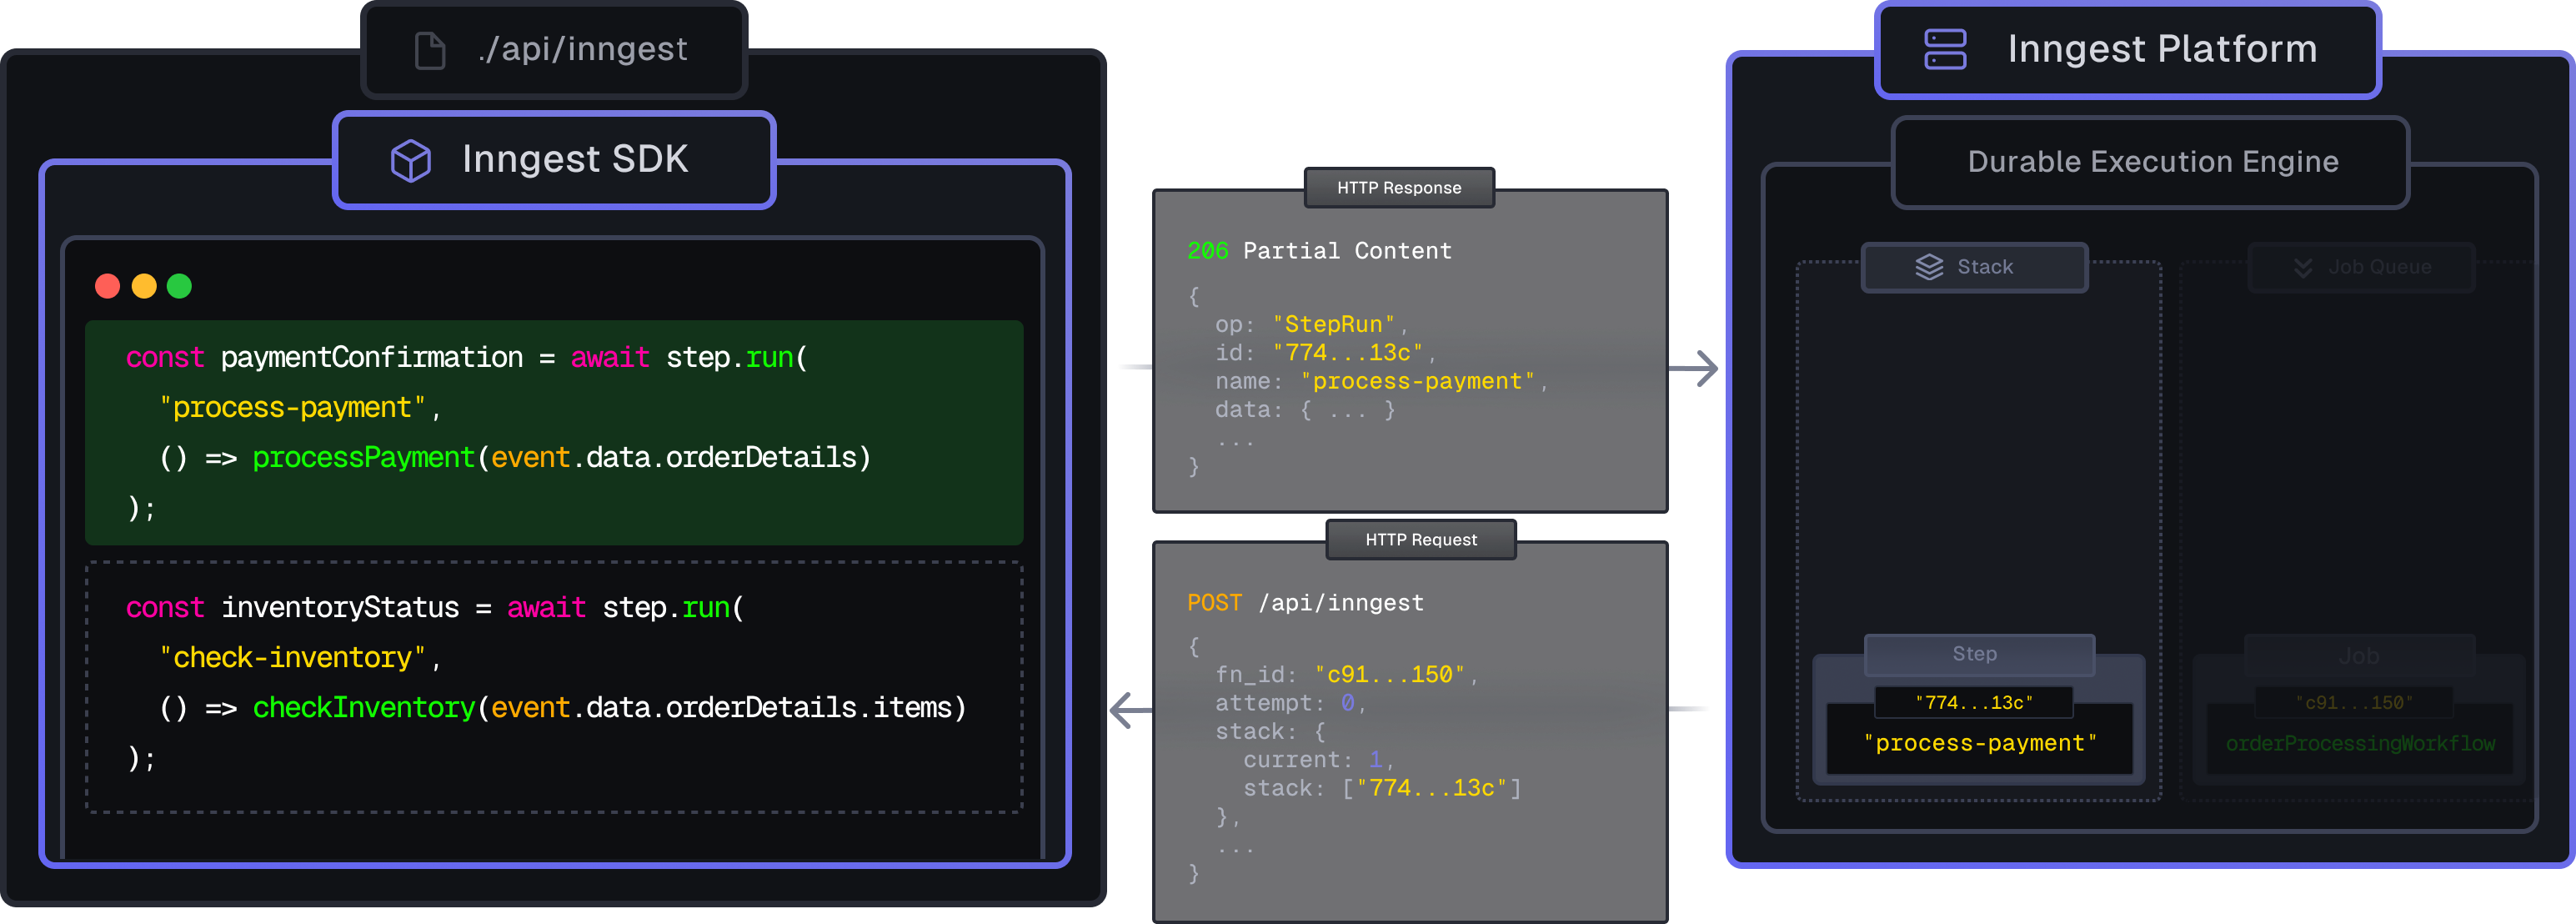 ./api/inngest
Inngest SDK
const paymentConfirmation = await step.run(
"process-payment",
() => processPayment(event.data.orderDetails)
);
const inventoryStatus = await step.run(
"check-inventory",
() => checkInventory(event.data.orderDetails.items)
);
HTTP Response
206 Partial Content
{
op: "StepRun",
id: "774...13c",
name: "process-payment",
data: { ... }
...
}
HTTP Request
POST /api/inngest
{
fn_id: "c91...150",
attempt: 0,
stack: {
current: 1,
stack: ["774...13c"]
},
...
}
Inngest Platform
Durable Execution Engine
Stack
Step
"774...13c"
"process-payment"
Job Queue
Job
"c91...150"
orderProcessingWorkflow